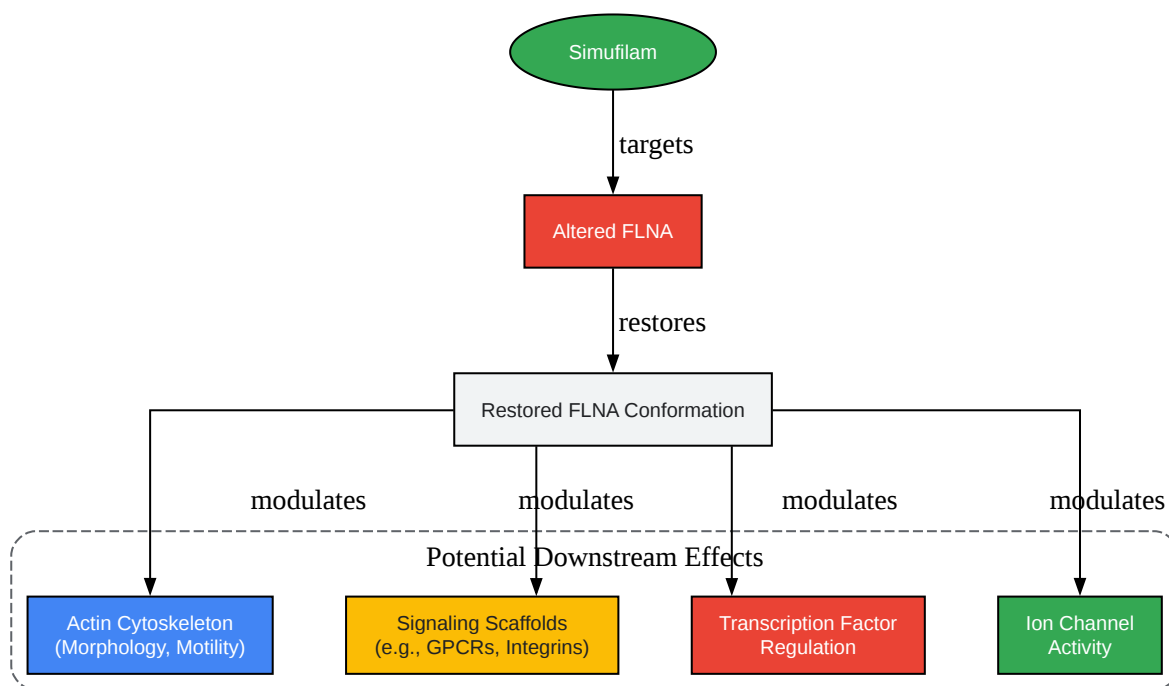 Simufilam
targets
Altered FLNA
restores
Restored FLNA Conformation
modulates
modulates
modulates
modulates
Potential Downstream Effects
Actin Cytoskeleton
(Morphology, Motility)
Signaling Scaffolds
(e.g., GPCRs, Integrins)
Transcription Factor
Regulation
Ion Channel
Activity